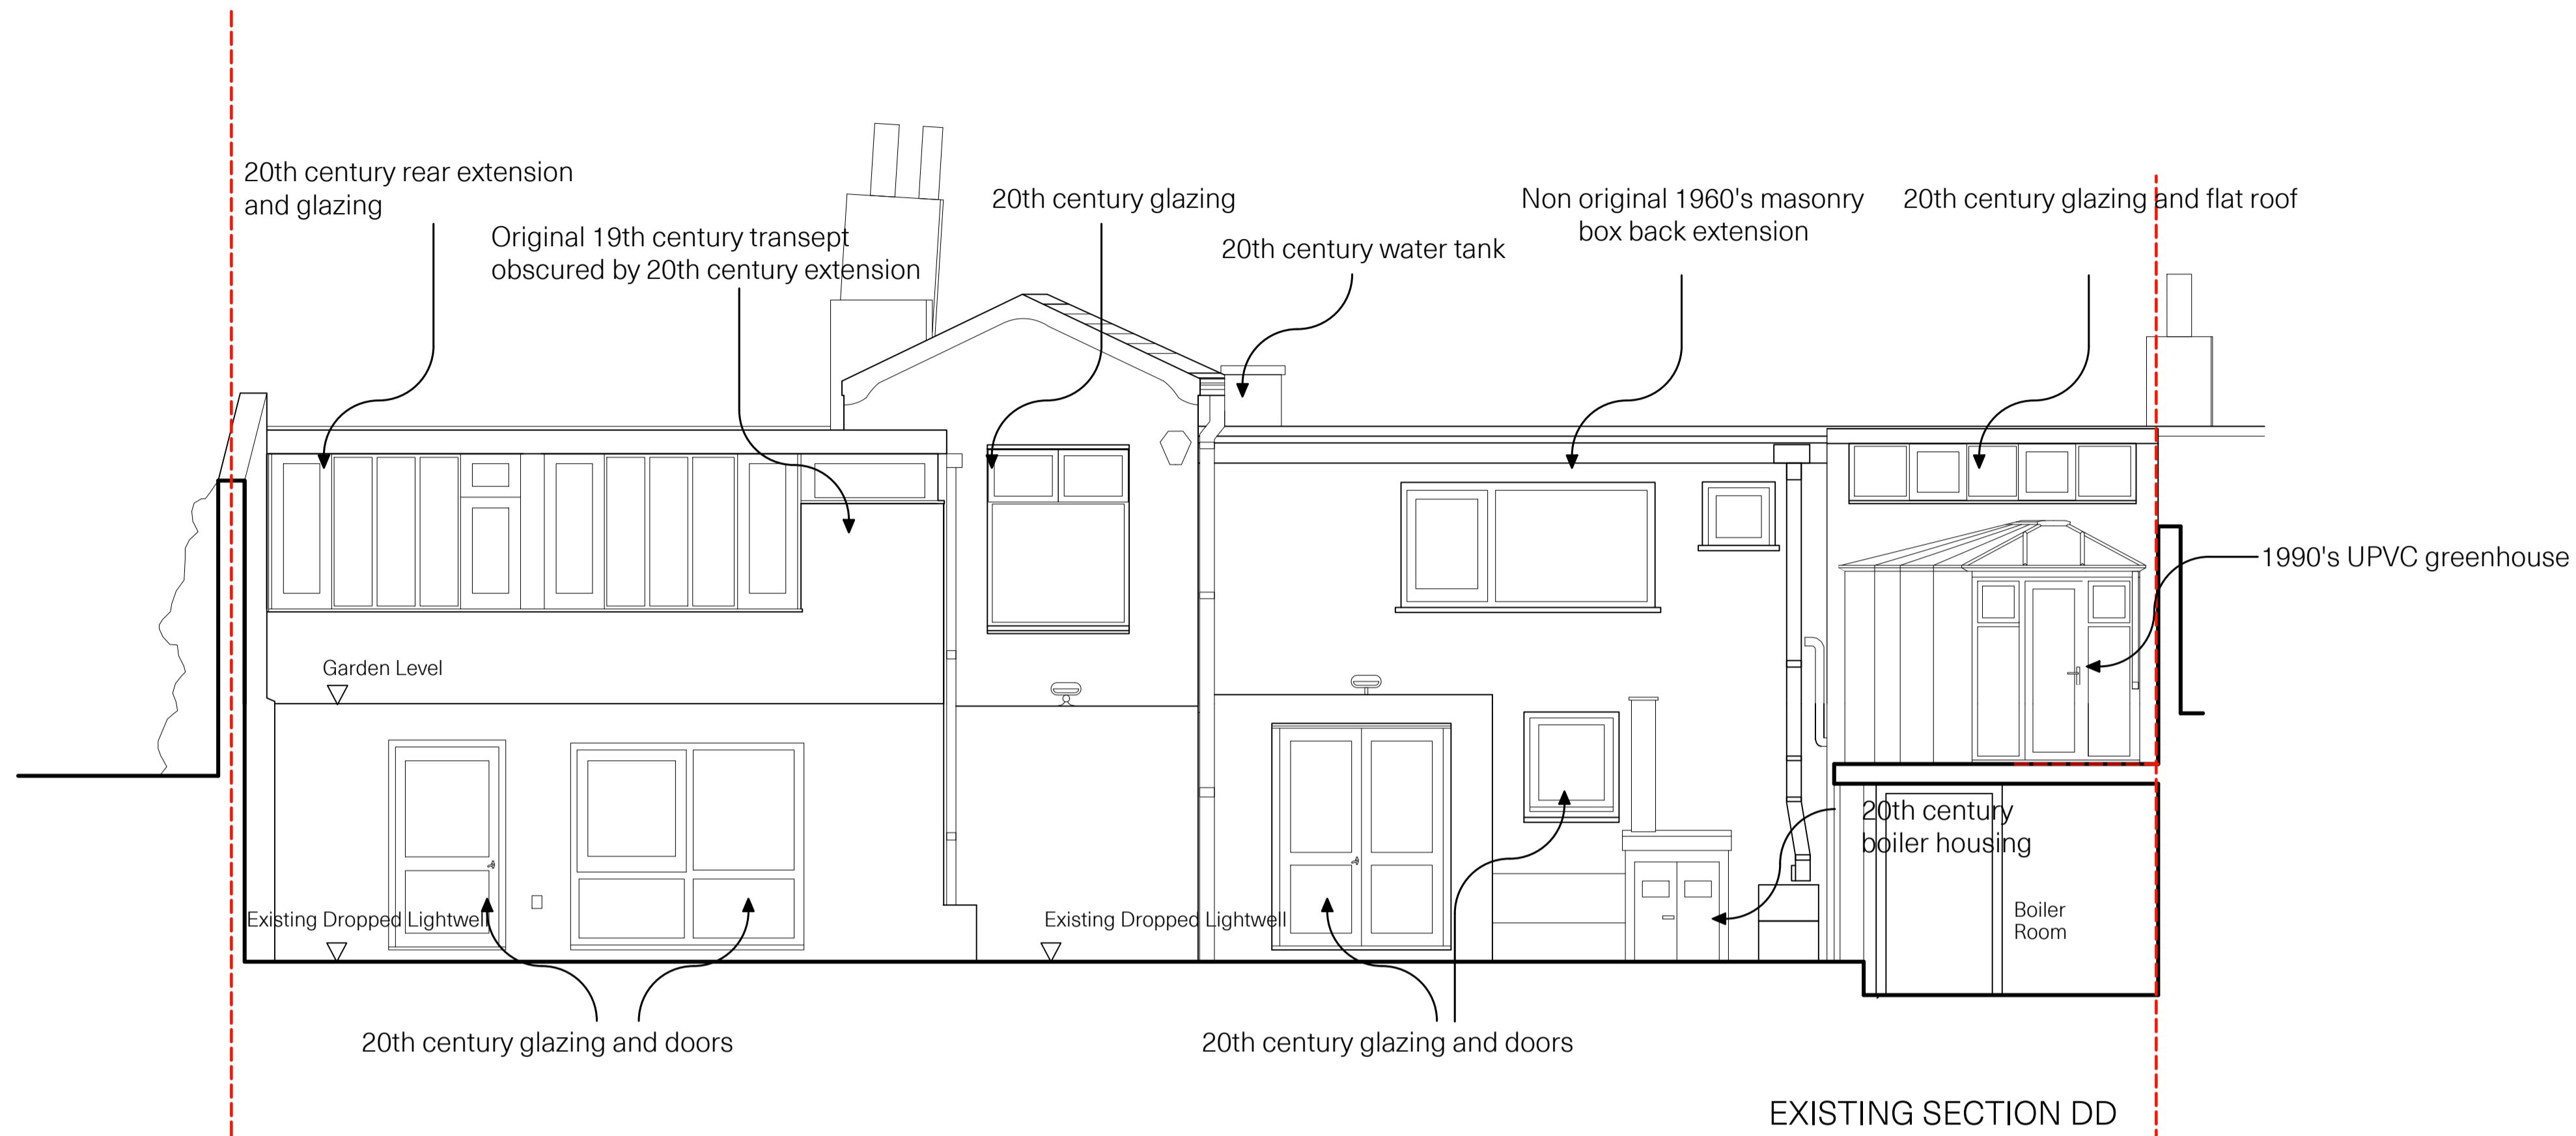 20th century rear extension
and glazing
Original 19th century transept
obscured by 20th century extension
20th century glazing
20th century water tank
Non original 1960's masonry
box back extension
20th century glazing and flat roof
1990's UPVC greenhouse
Garden Level
20th century
boiler housing
Existing Dropped Lightwell
Existing Dropped Lightwell
Boiler
Room
20th century glazing and doors
20th century glazing and doors
EXISTING SECTION DD